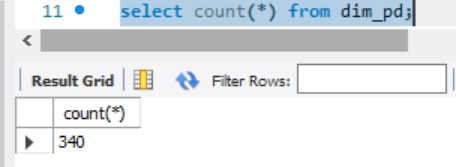 11 select count(*) from dim_pd;
Result Grid Filter Rows:
count(*)
340